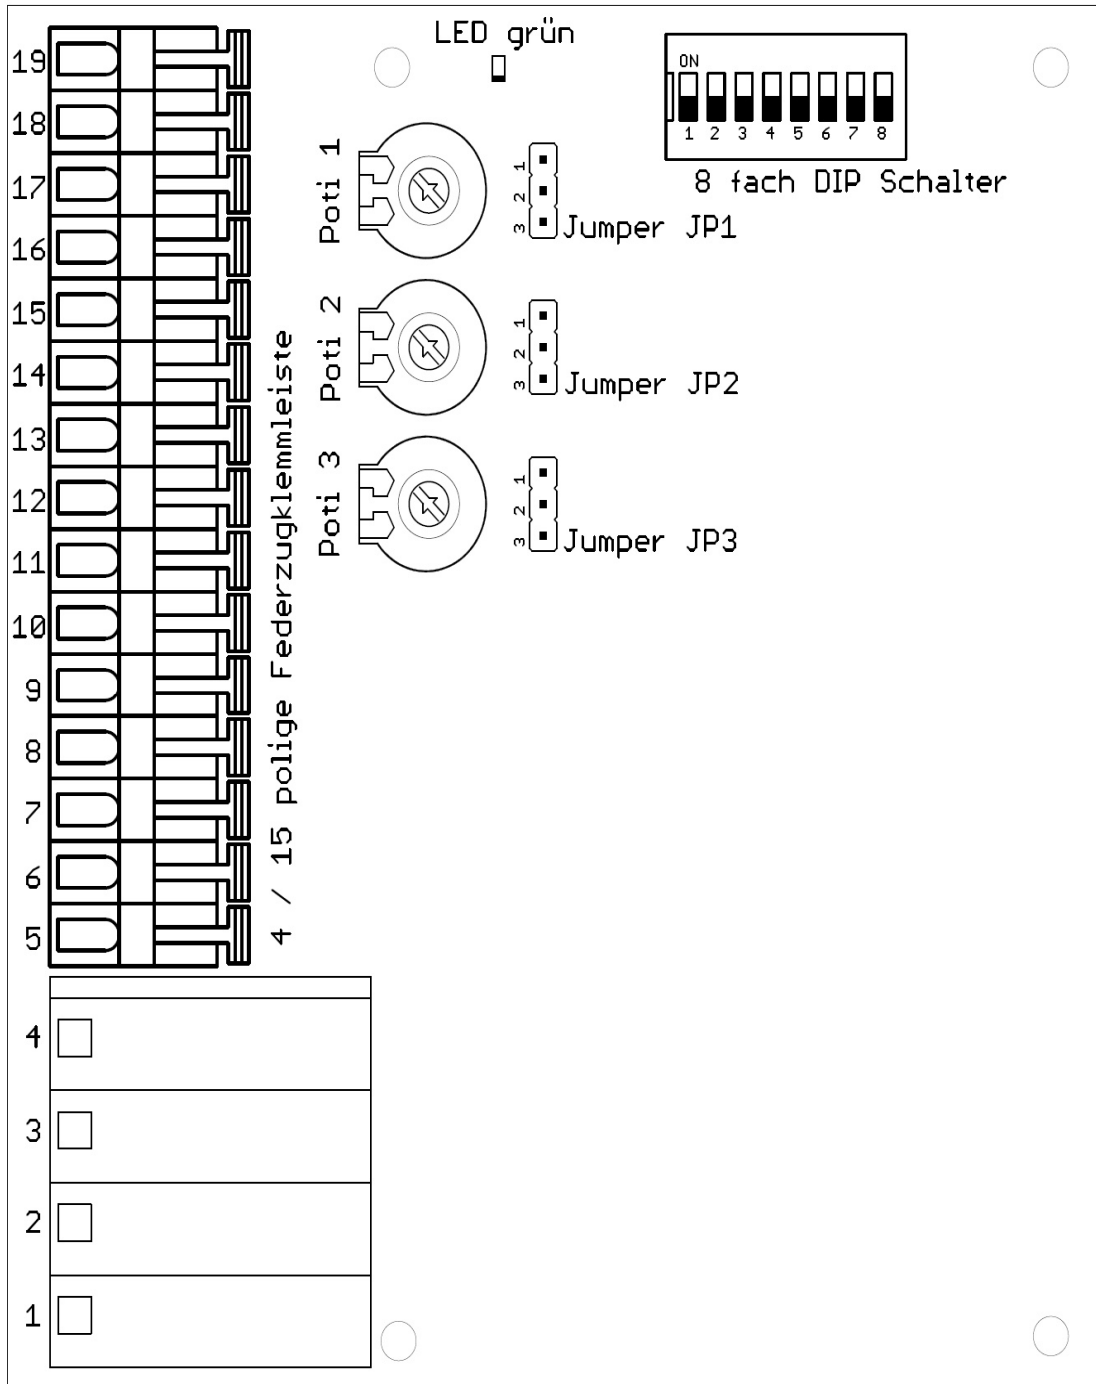 LED grün
ON
1 2 3 4 5 6 7 8
8 fach DIP Schalter
19
18
17
16
15
14
13
12
11
10
9
8
7
6
5
4
3
2
1
4 / 15 polige Federzugklemmleiste
Poti 1
1
2
3
Jumper JP1
Poti 2
1
2
3
Jumper JP2
Poti 3
1
2
3
Jumper JP3